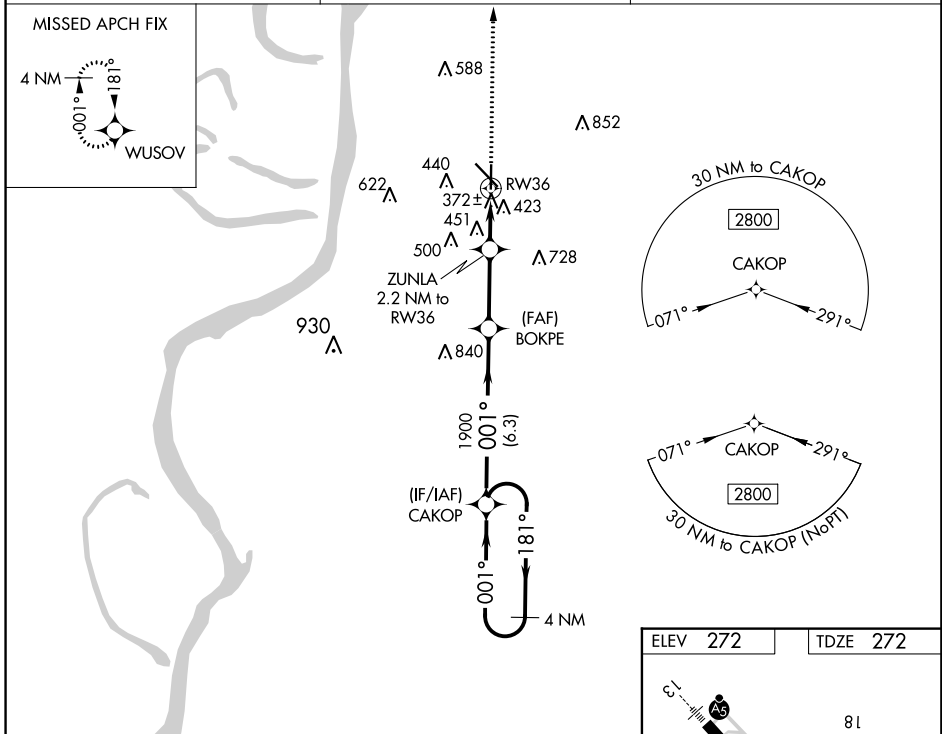 MISSED APCH FIX
4 NM
001°
181°
WUSOV
588
852
440
622
RW36
372±
423
451
500
728
ZUNLA
2.2 NM to
RW36
930
(FAF)
BOKPE
840
1900
001°
(6.3)
(IF/IAF)
CAKOP
001°
181°
4 NM
30 NM to CAKOP
2800
CAKOP
071°
291°
071°
CAKOP
291°
2800
30 NM to CAKOP (NoPT)
ELEV 272
TDZE 272
13
A5
18